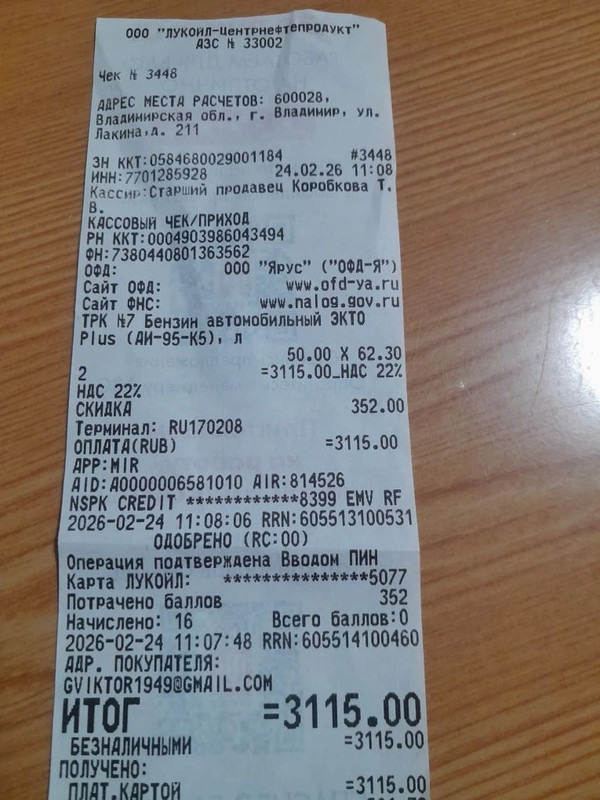 ООО "ЛУКОЙЛ-Центрнефтепродукт"
АЗС № 33002
Чек № 3448
АДРЕС МЕСТА РАСЧЕТОВ: 600028,
Владимирская обл., г. Владимир, ул.
Лакина,д. 211
ЗН ККТ:0584680029001184 #3448
ИНН:7701285928 24.02.26 11:08
Кассир:Старший продавец Коробкова Т.
В.
КАССОВЫЙ ЧЕК/ПРИХОД
РН ККТ:0004903986043494
ФН:7380440801363562
ОФД: ООО "Ярус" ("ОФД-Я")
Сайт ОФД: www.ofd-ya.ru
Сайт ФНС: www.nalog.gov.ru
ТРК №7 Бензин автомобильный ЭКТО
Plus (АИ-95-К5), л
50.00 X 62.30
2 =3115.00_НДС 22%
НДС 22%
СКИДКА 352.00
Терминал: RU170208
ОПЛАТА(RUB) =3115.00
APP:MIR
AID:A0000006581010 AIR:814526
NSPK CREDIT ************8399 EMV RF
2026-02-24 11:08:06 RRN:605513100531
ОДОБРЕНО (RC:00)
Операция подтверждена Вводом ПИН
Карта ЛУКОЙЛ: ***************5077
Потрачено баллов 352
Начислено: 16 Всего баллов:0
2026-02-24 11:07:48 RRN:605514100460
АДР. ПОКУПАТЕЛЯ:
GVIKTOR1949@GMAIL.COM
ИТОГ =3115.00
БЕЗНАЛИЧНЫМИ =3115.00
ПОЛУЧЕНО:
ПЛАТ.КАРТОЙ =3115.00